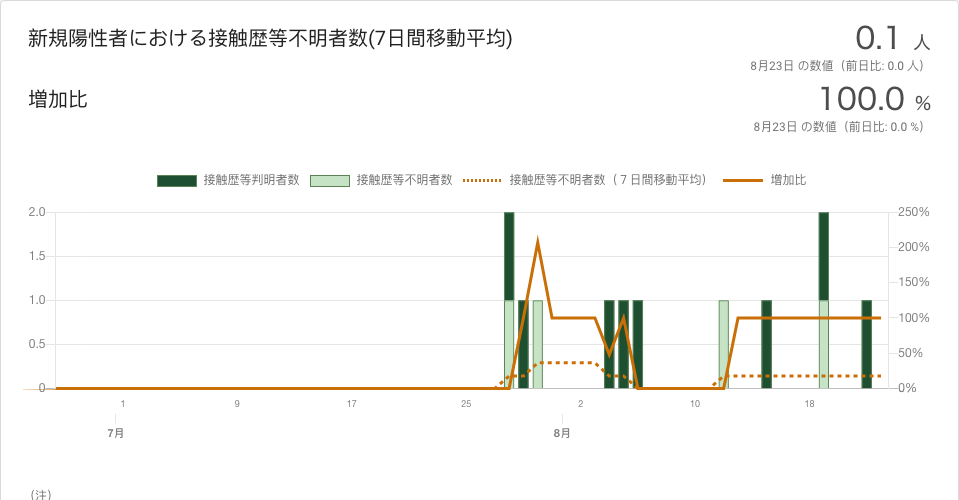 新規陽性者における接触歴等不明者数(7日間移動平均)
0.1 人
8月23日 の数値（前日比: 0.0 人）
増加比
100.0 %
8月23日 の数値（前日比: 0.0 %）
接触歴等判明者数 接触歴等不明者数 接触歴等不明者数（７日間移動平均） 増加比
2.0 250%
200%
1.5
150%
1.0 100%
0.5 50%
0 0%
1 9 17 25 2 10 18
7月 8月
（注）